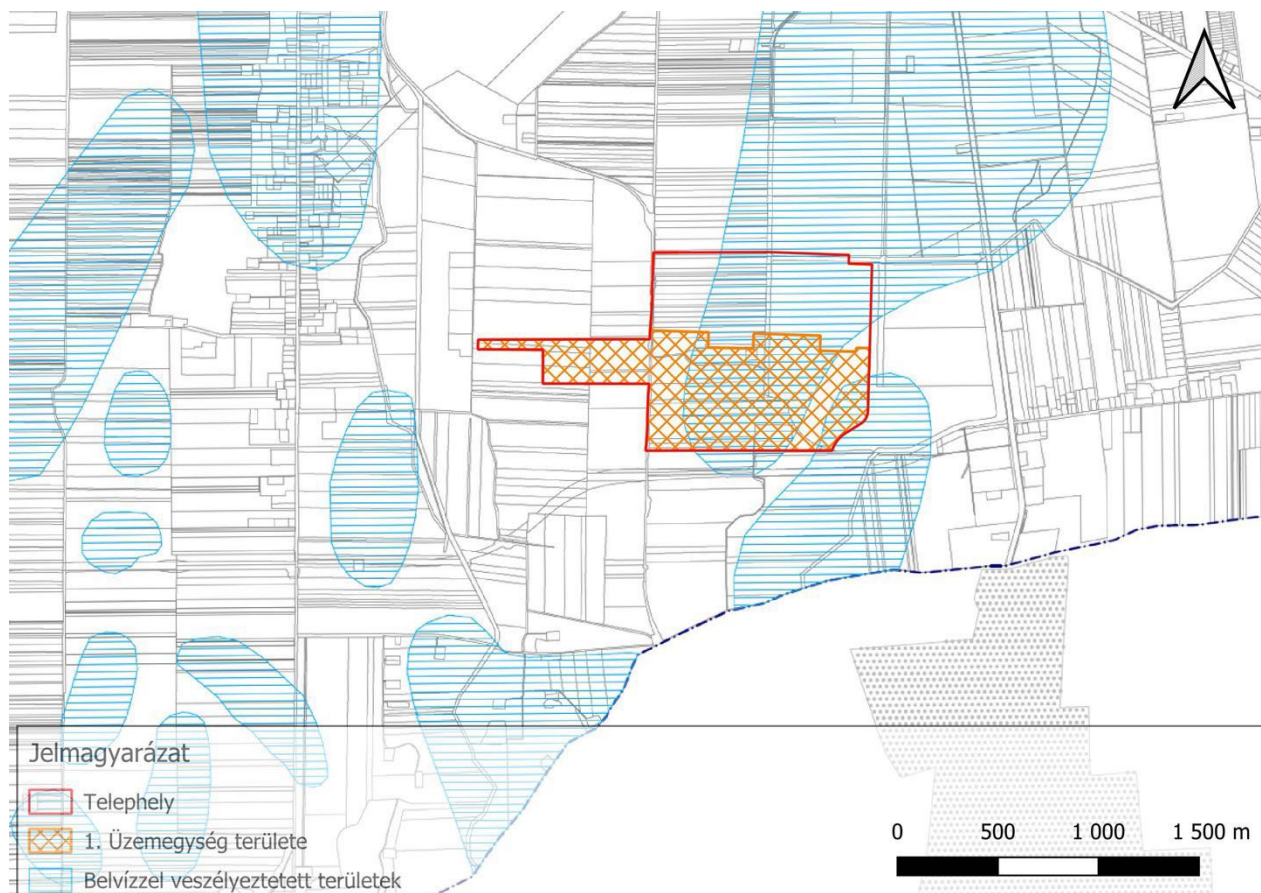 Jelmagyarázat
Telephely
1. Üzemegység területe
Belvízzel veszélyeztetett területek
0 500 1 000 1 500 m